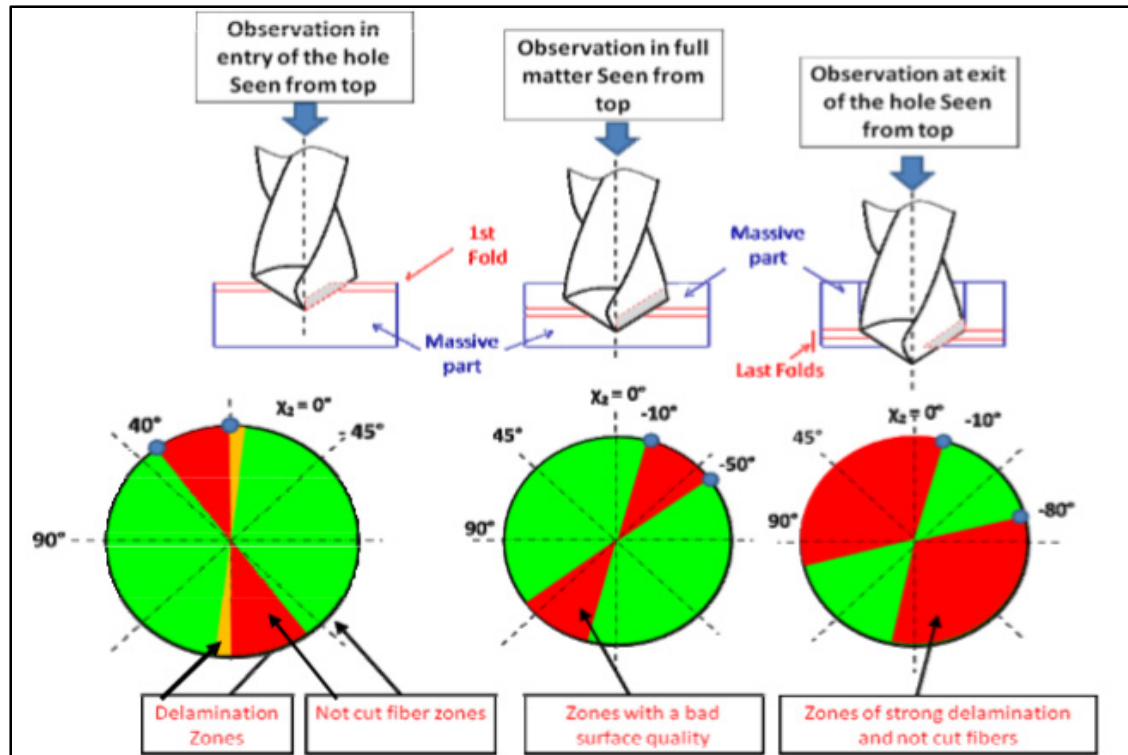 Observation in
entry of the hole
Seen from top
Observation in full
matter Seen from
top
Observation at exit
of the hole Seen
from top
1st
Fold
Massive
part
Massive
part
Last Folds
χ₂ = 0°
40°
- 45°
90°
χ₂ = 0°
-10°
45°
-50°
90°
χ₂ = 0°
-10°
45°
-80°
90°
Delamination
Zones
Not cut fiber zones
Zones with a bad
surface quality
Zones of strong delamination
and not cut fibers